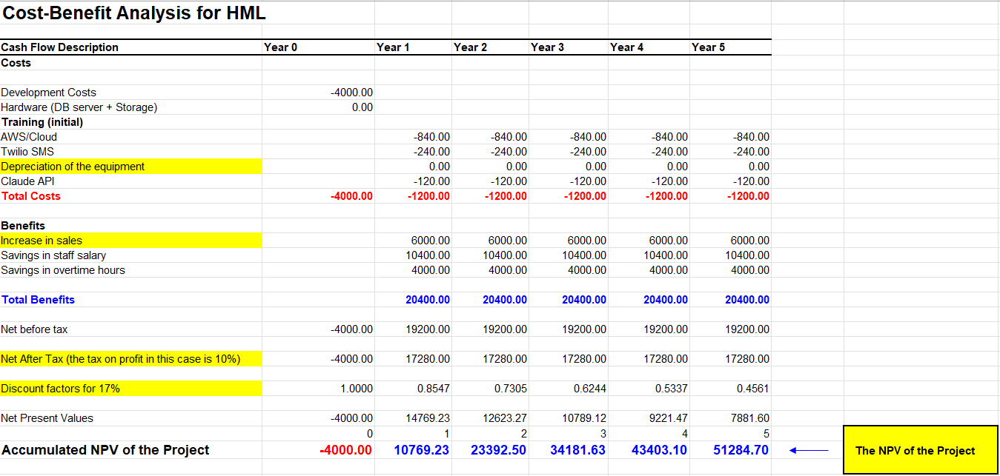 Cost-Benefit Analysis for HML
Cash Flow Description Year 0 Year 1 Year 2 Year 3 Year 4 Year 5
Costs
Development Costs -4000.00
Hardware (DB server + Storage) 0.00
Training (initial)
AWS/Cloud -840.00 -840.00 -840.00 -840.00 -840.00
Twilio SMS -240.00 -240.00 -240.00 -240.00 -240.00
Depreciation of the equipment 0.00 0.00 0.00 0.00 0.00
Claude API -120.00 -120.00 -120.00 -120.00 -120.00
Total Costs -4000.00 -1200.00 -1200.00 -1200.00 -1200.00 -1200.00
Benefits
Increase in sales 6000.00 6000.00 6000.00 6000.00 6000.00
Savings in staff salary 10400.00 10400.00 10400.00 10400.00 10400.00
Savings in overtime hours 4000.00 4000.00 4000.00 4000.00 4000.00
Total Benefits 20400.00 20400.00 20400.00 20400.00 20400.00
Net before tax -4000.00 19200.00 19200.00 19200.00 19200.00 19200.00
Net After Tax (the tax on profit in this case is 10%) -4000.00 17280.00 17280.00 17280.00 17280.00 17280.00
Discount factors for 17% 1.0000 0.8547 0.7305 0.6244 0.5337 0.4561
Net Present Values -4000.00 14769.23 12623.27 10789.12 9221.47 7881.60
0 1 2 3 4 5
Accumulated NPV of the Project -4000.00 10769.23 23392.50 34181.63 43403.10 51284.70
The NPV of the Project